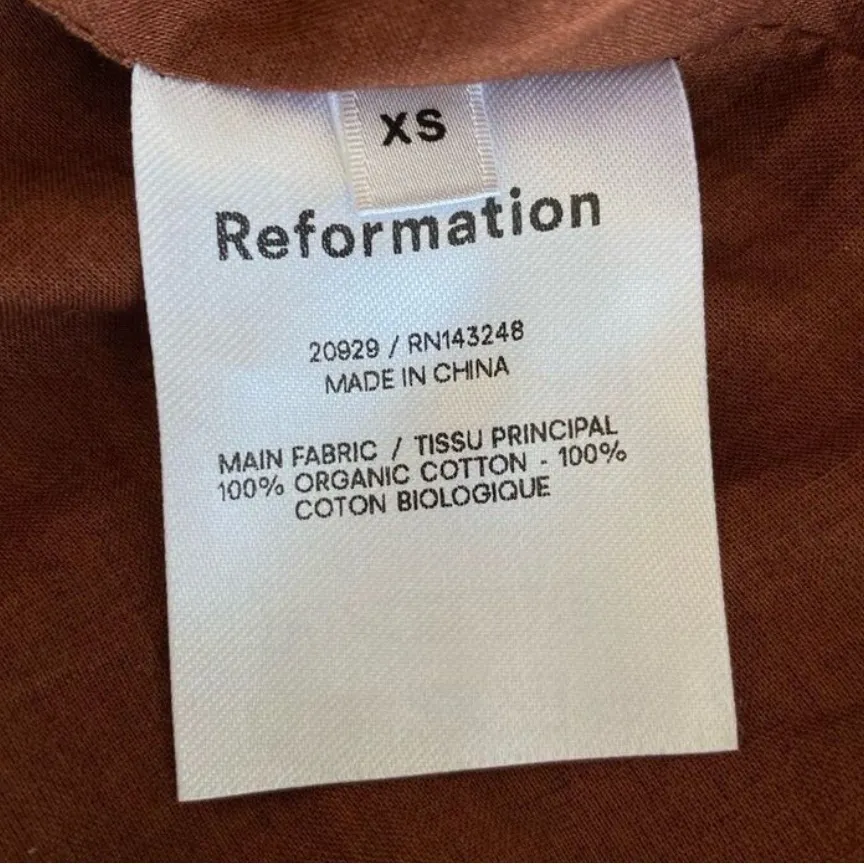 XS
Reformation
20929 / RN143248
MADE IN CHINA
MAIN FABRIC / TISSU PRINCIPAL
100% ORGANIC COTTON - 100%
COTON BIOLOGIQUE